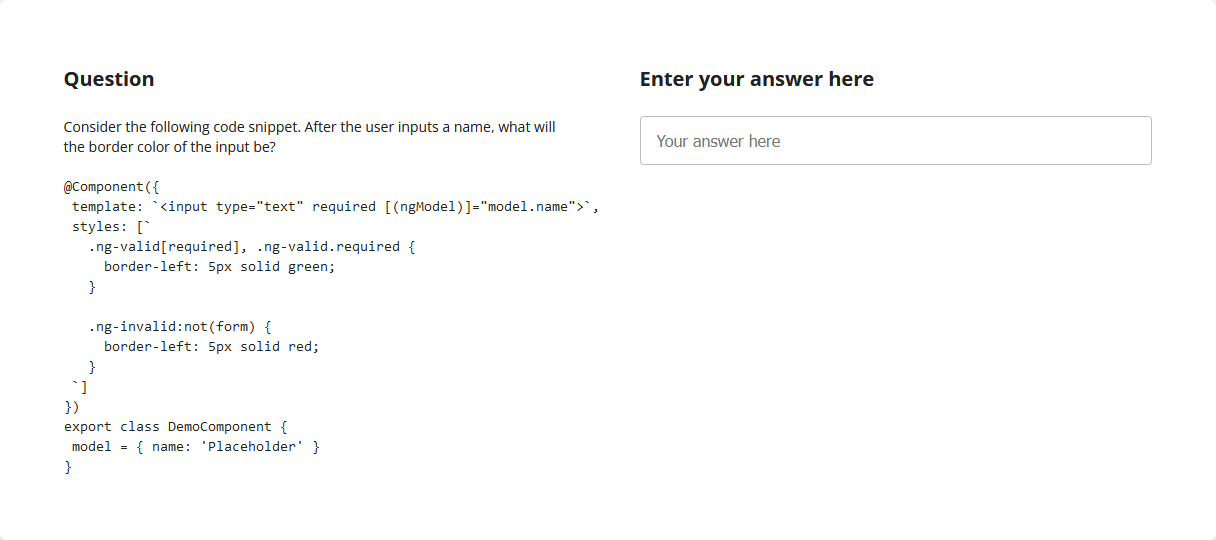 Question
Consider the following code snippet. After the user inputs a name, what will
the border color of the input be?
@Component({
 template: `<input type="text" required [(ngModel)]="model.name">`,
 styles: [`
   .ng-valid[required], .ng-valid.required {
     border-left: 5px solid green;
   }

   .ng-invalid:not(form) {
     border-left: 5px solid red;
   }
 `]
})
export class DemoComponent {
 model = { name: 'Placeholder' }
}
Enter your answer here
Your answer here